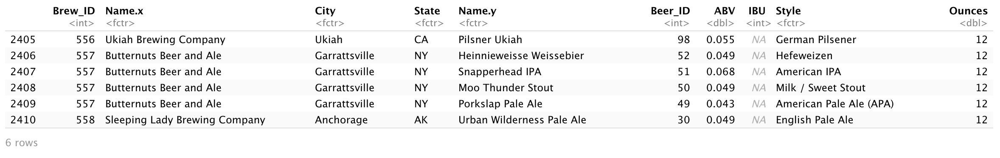 Brew_ID Name.x City State Name.y Beer_ID ABV IBU Style Ounces
<int> <fctr> <fctr> <fctr> <fctr> <int> <dbl> <int> <fctr> <dbl>
2405 556 Ukiah Brewing Company Ukiah CA Pilsner Ukiah 98 0.055 NA German Pilsener 12
2406 557 Butternuts Beer and Ale Garrattsville NY Heinnieweisse Weissebier 52 0.049 NA Hefeweizen 12
2407 557 Butternuts Beer and Ale Garrattsville NY Snapperhead IPA 51 0.068 NA American IPA 12
2408 557 Butternuts Beer and Ale Garrattsville NY Moo Thunder Stout 50 0.049 NA Milk / Sweet Stout 12
2409 557 Butternuts Beer and Ale Garrattsville NY Porkslap Pale Ale 49 0.043 NA American Pale Ale (APA) 12
2410 558 Sleeping Lady Brewing Company Anchorage AK Urban Wilderness Pale Ale 30 0.049 NA English Pale Ale 12
6 rows